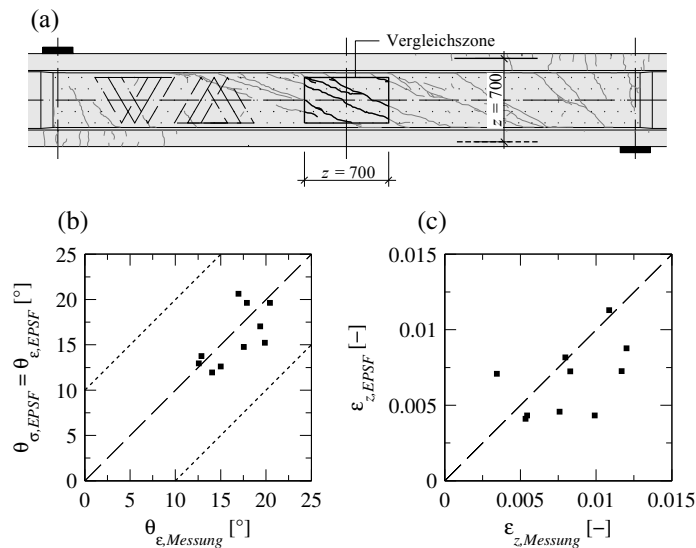 (a)
Vergleichszone
z = 700
z = 700
(b)
25
20
15
10
5
0
0 5 10 15 20 25
θσ,EPSF = θε,EPSF [°]
θε,Messung [°]
(c)
0.015
0.010
0.005
0
0 0.005 0.01 0.015
εz,EPSF [–]
εz,Messung [–]